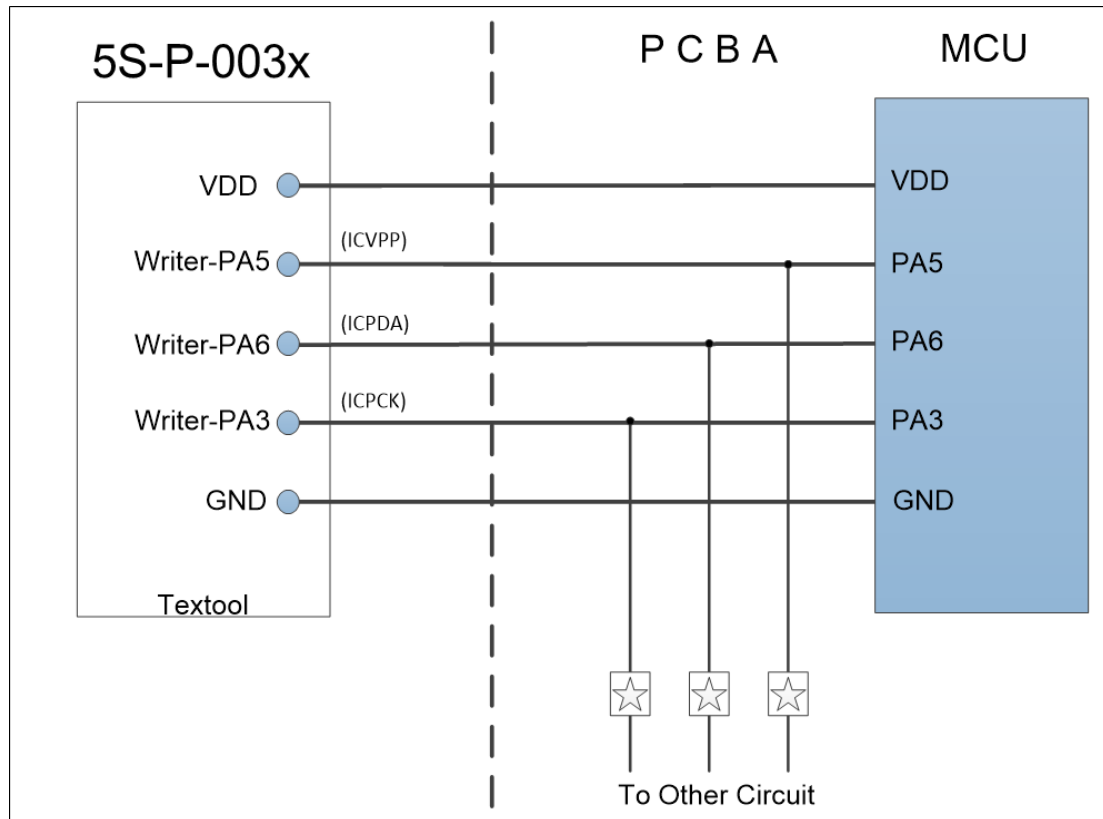 5S-P-003x
P C B A
MCU
VDD
VDD
(ICVPP)
Writer-PA5
PA5
(ICPDA)
Writer-PA6
PA6
(ICPCK)
Writer-PA3
PA3
GND
GND
Textool
To Other Circuit